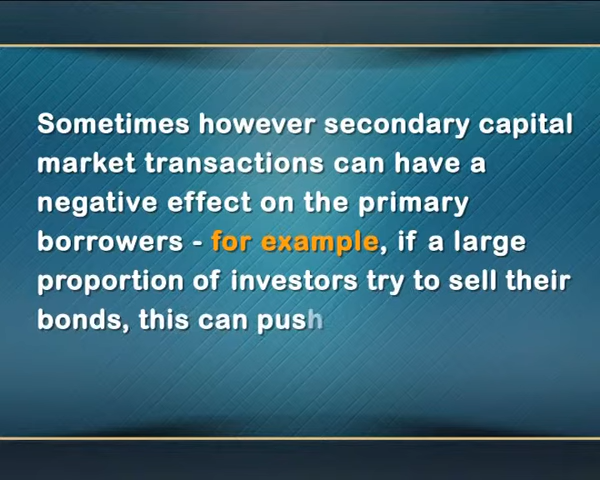 Sometimes however secondary capital
market transactions can have a
negative effect on the primary
borrowers - for example, if a large
proportion of investors try to sell their
bonds, this can push